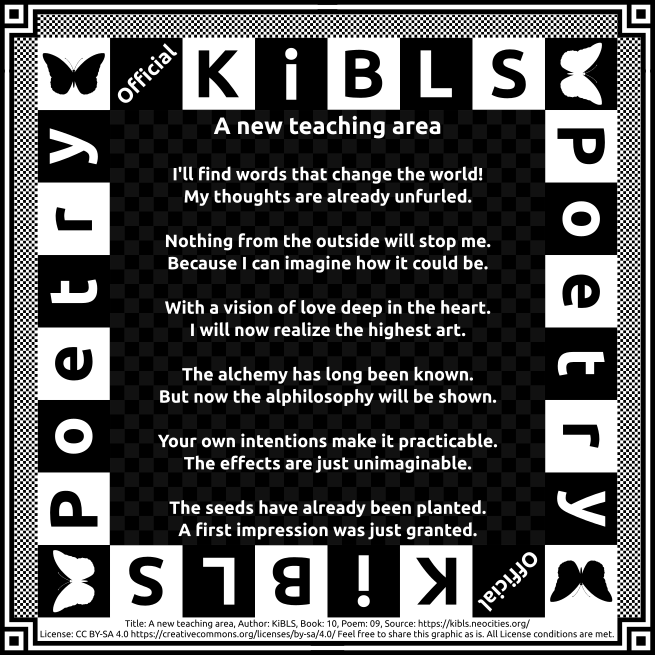 Official
KiBLS
Poetry
Poetry
A new teaching area
I'll find words that change the world!
My thoughts are already unfurled.
Nothing from the outside will stop me.
Because I can imagine how it could be.
With a vision of love deep in the heart.
I will now realize the highest art.
The alchemy has long been known.
But now the alphilosophy will be shown.
Your own intentions make it practicable.
The effects are just unimaginable.
The seeds have already been planted.
A first impression was just granted.
Official
KiBLS
Title: A new teaching area, Author: KiBLS, Book: 10, Poem: 09, Source: https://kibls.neocities.org/
License: CC BY-SA 4.0 https://creativecommons.org/licenses/by-sa/4.0/ Feel free to share this graphic as is. All License conditions are met.